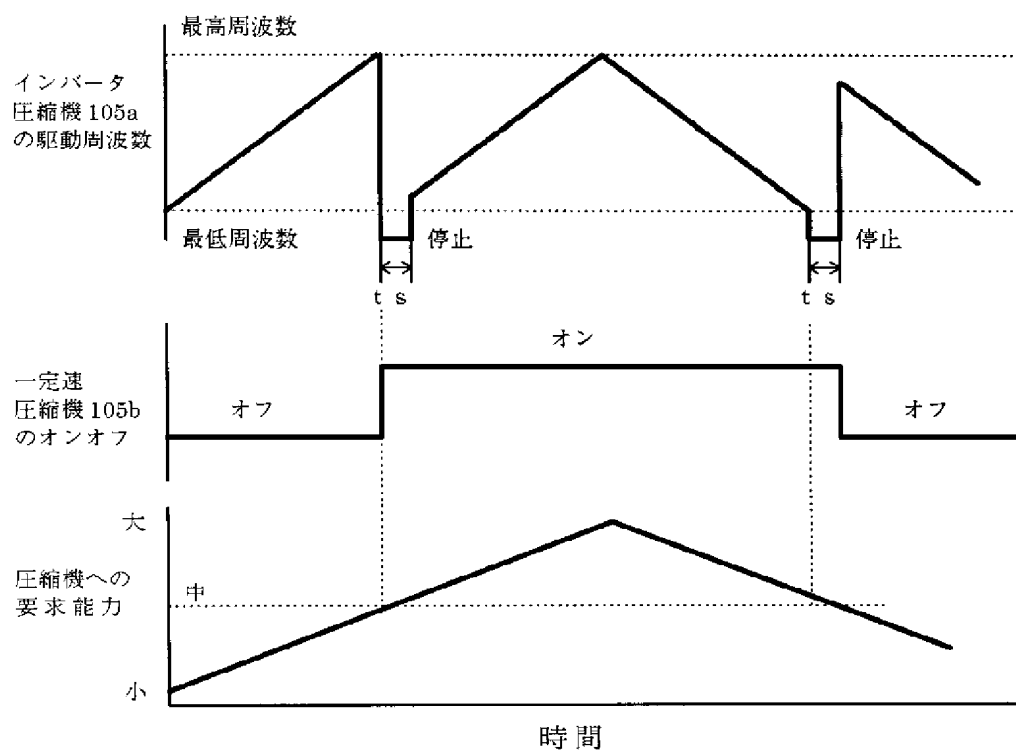 最高周波数
インバータ
圧縮機 105a
の駆動周波数
最低周波数
停止
停止
t s
t s
オン
一定速
圧縮機 105b
のオンオフ
オフ
オフ
大
圧縮機への
要求能力
中
小
時間